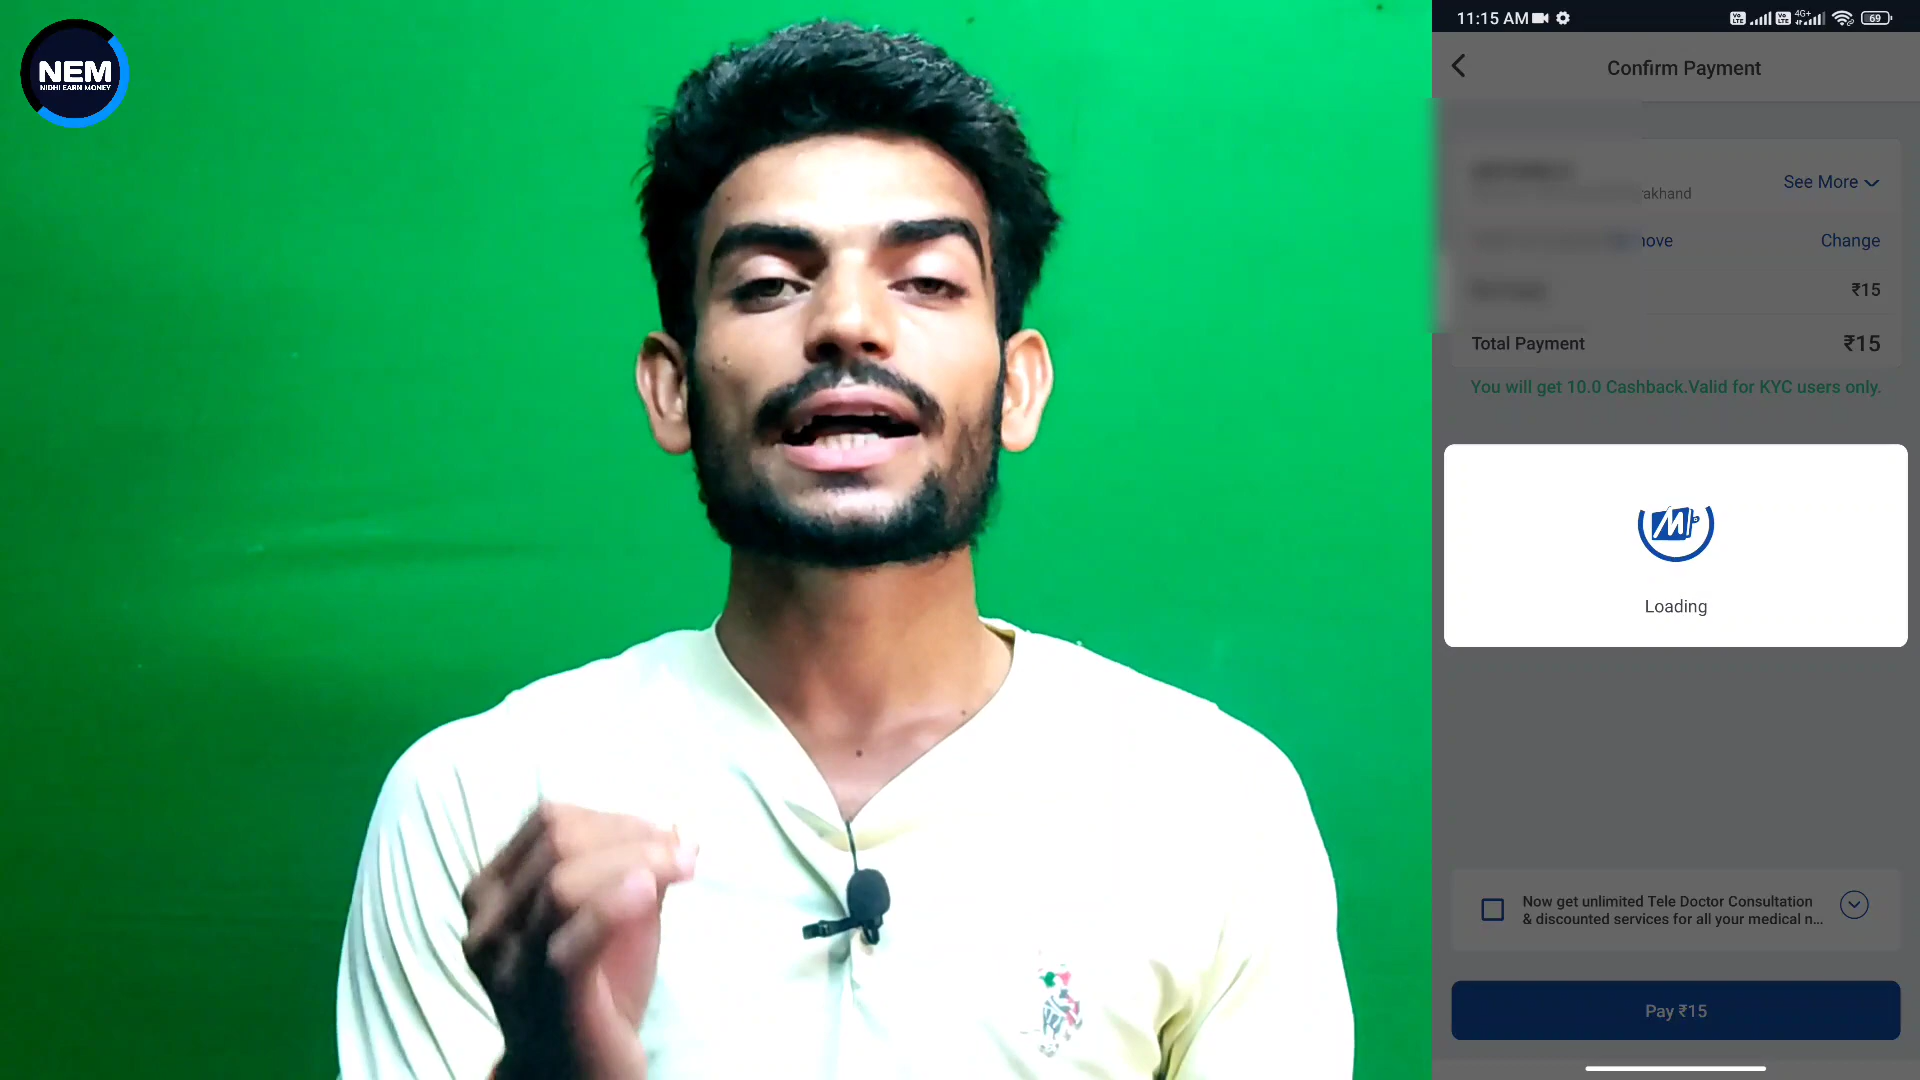 NEM
NIDHI EARN MONEY
11:15 AM
4G+
69
Confirm Payment
akhand
See More
Change
₹15
Total Payment
₹15
You will get 10.0 Cashback.Valid for KYC users only.
Loading
Now get unlimited Tele Doctor Consultation
& discounted services for all your medical n...
Pay ₹15